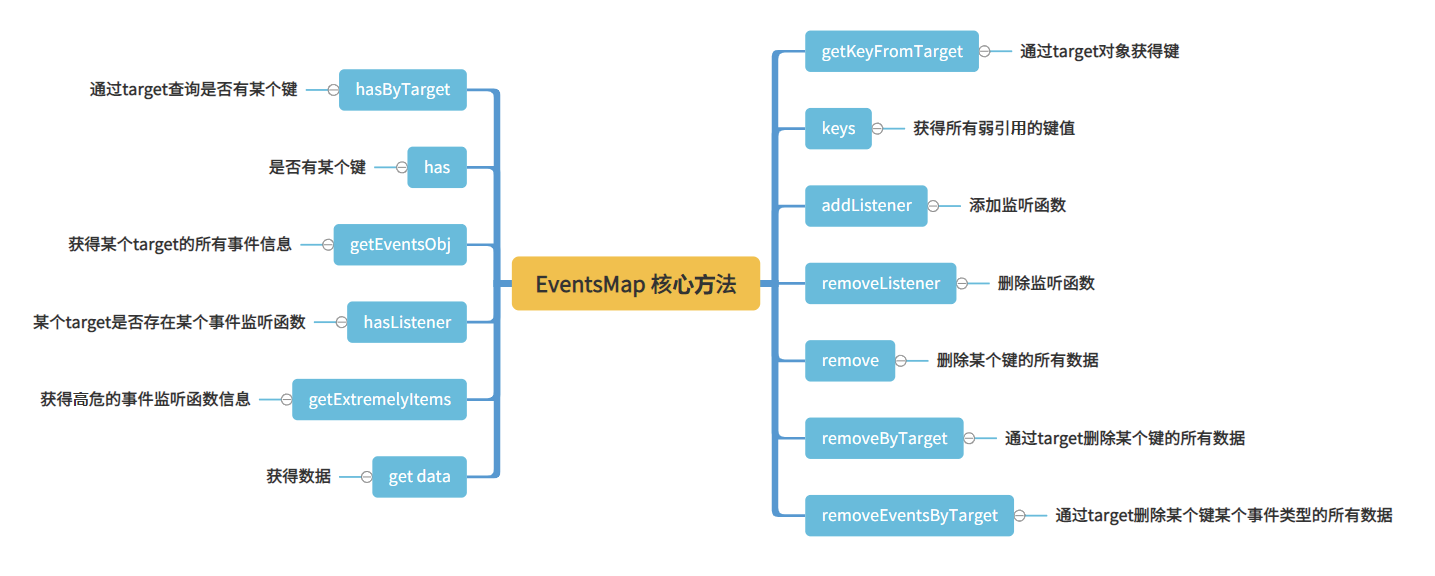 EventsMap 核心方法
getKeyFromTarget 通过target对象获得键
keys 获得所有弱引用的键值
addListener 添加监听函数
removeListener 删除监听函数
remove 删除某个键的所有数据
removeByTarget 通过target删除某个键的所有数据
removeEventsByTarget 通过target删除某个键某个事件类型的所有数据
通过target查询是否有某个键 hasByTarget
是否有某个键 has
获得某个target的所有事件信息 getEventsObj
某个target是否存在某个事件监听函数 hasListener
获得高危的事件监听函数信息 getExtremelyItems
获得数据 get data